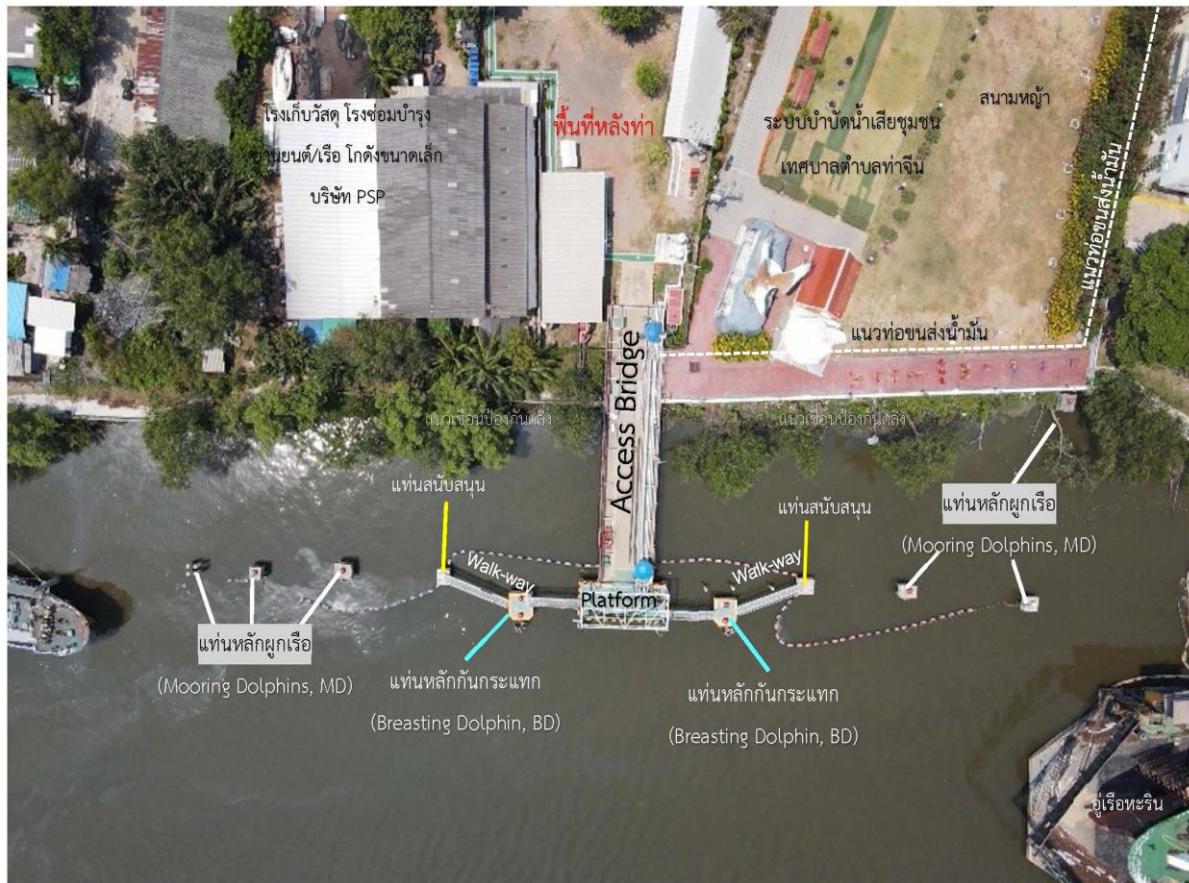 โรงเก็บวัสดุ โรงซ่อมบำรุง
ยานยนต์/เรือ โกดังขนาดเล็ก
บริษัท PSP
พื้นที่หลังท่า
ระบบบำบัดน้ำเสียชุมชน
เทศบาลตำบลท่าจีน
สนามหญ้า
แนวท่อขนส่งน้ำมัน
แนวท่อขนส่งน้ำมัน
Access Bridge
แนวเขื่อนป้องกันตลิ่ง
แนวเขื่อนป้องกันตลิ่ง
แท่นสนับสนุน
แท่นสนับสนุน
แท่นหลักผูกเรือ
(Mooring Dolphins, MD)
Walk-way
Walk-way
Platform
แท่นหลักผูกเรือ
(Mooring Dolphins, MD)
แท่นหลักกันกระแทก
(Breasting Dolphin, BD)
แท่นหลักกันกระแทก
(Breasting Dolphin, BD)
อู่เรือหะริน